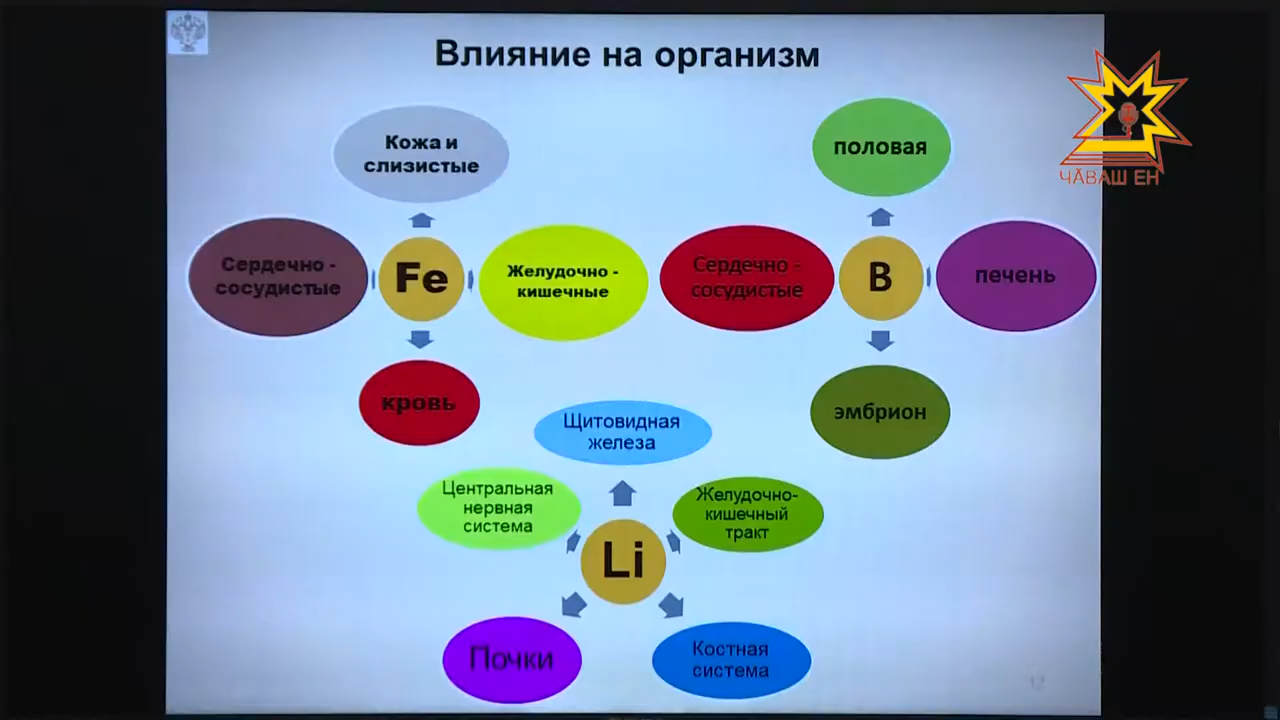 Влияние на организм
Кожа и
слизистые
Сердечно -
сосудистые
Fe
Желудочно -
кишечные
кровь
половая
Сердечно -
сосудистые
B
печень
эмбрион
ЧӐВАШ ЕН
Щитовидная
железа
Центральная
нервная
система
Желудочно-
кишечный
тракт
Li
Почки
Костная
система